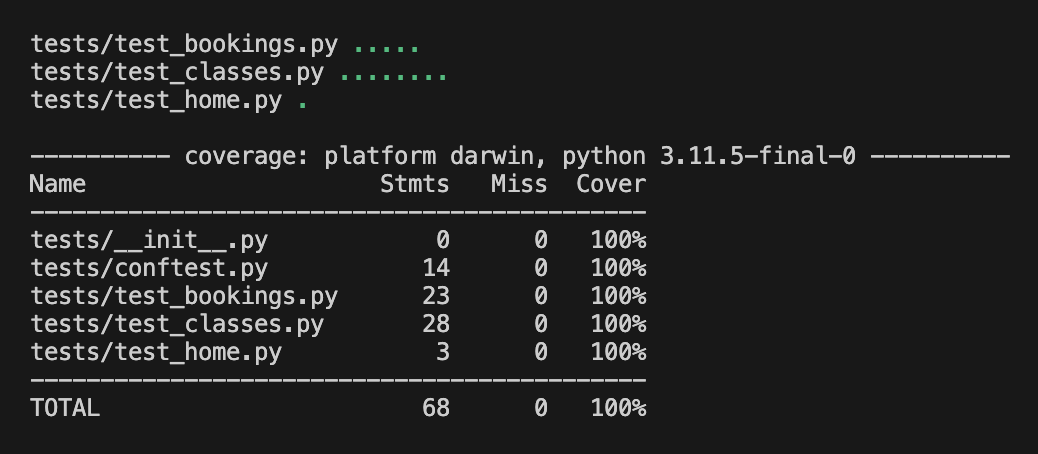 tests/test_bookings.py .....
tests/test_classes.py ........
tests/test_home.py .
---------- coverage: platform darwin, python 3.11.5-final-0 ----------
Name                     Stmts   Miss  Cover
--------------------------------------------
tests/__init__.py            0      0   100%
tests/conftest.py           14      0   100%
tests/test_bookings.py      23      0   100%
tests/test_classes.py       28      0   100%
tests/test_home.py           3      0   100%
--------------------------------------------
TOTAL                       68      0   100%